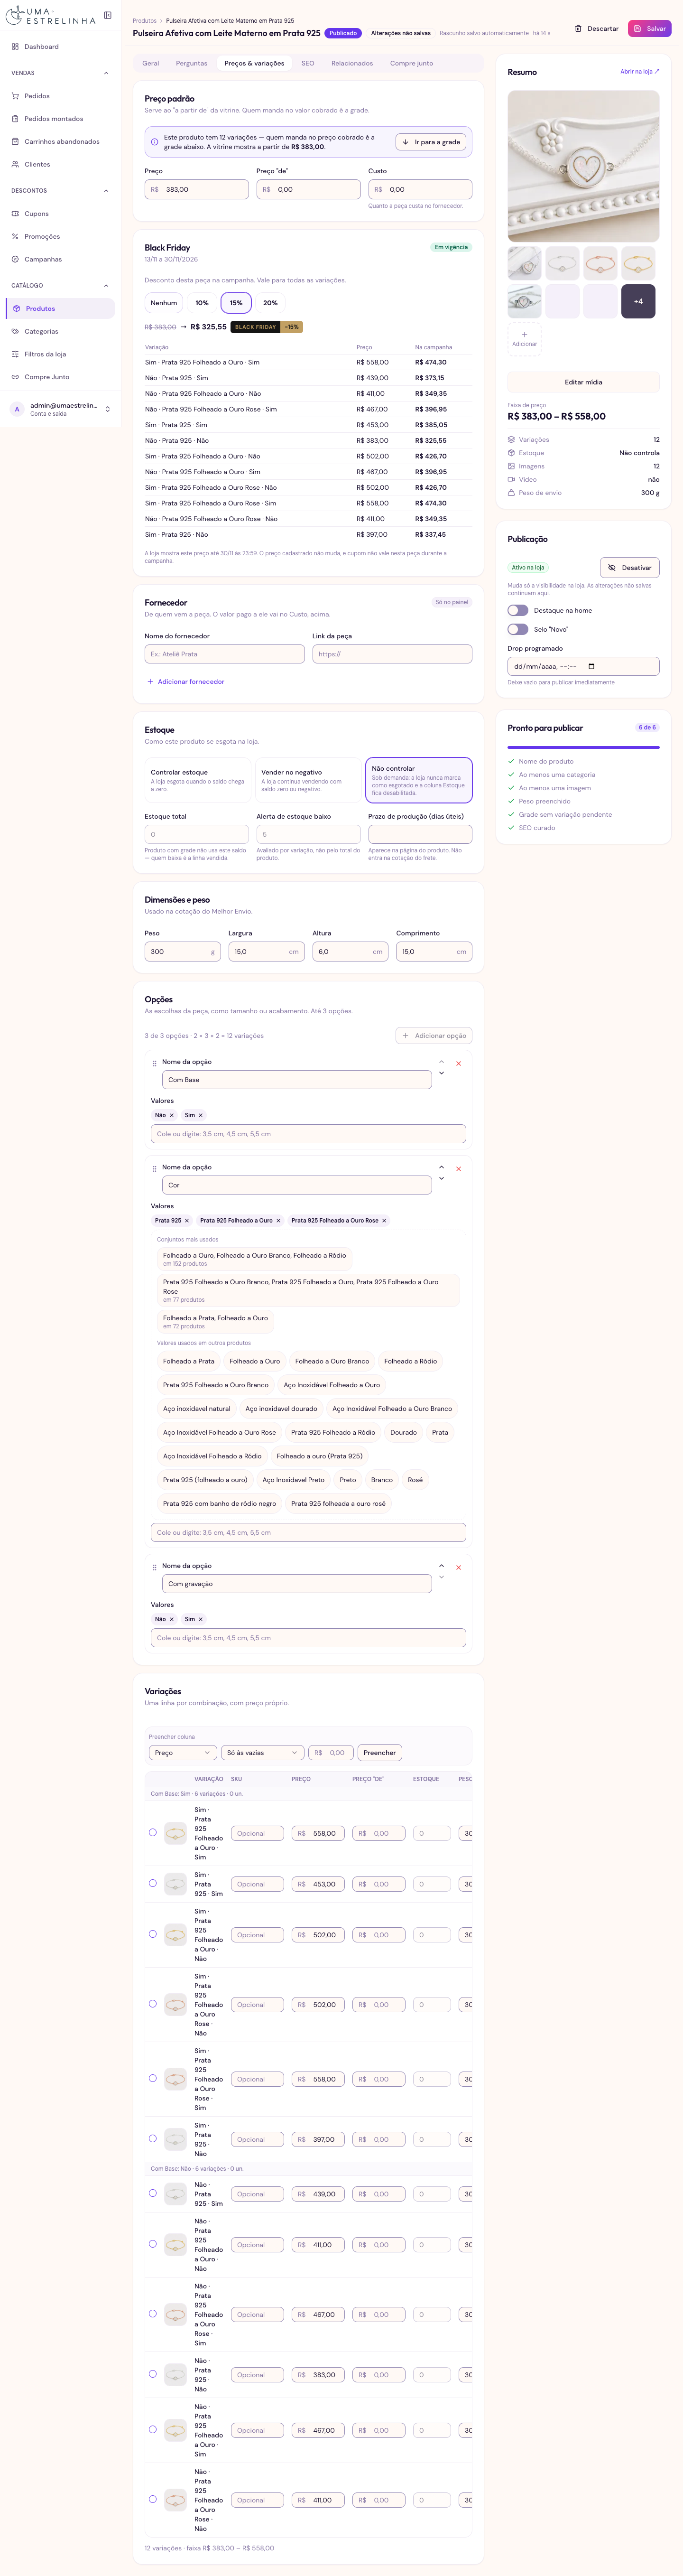 UMA·
ESTRELINHA
Dashboard
VENDAS
Pedidos
Pedidos montados
Carrinhos abandonados
Clientes
DESCONTOS
Cupons
Promoções
Campanhas
CATÁLOGO
Produtos
Categorias
Filtros da loja
Compre Junto
A
admin@umaestrelin...
Conta e saída
Produtos › Pulseira Afetiva com Leite Materno em Prata 925
Pulseira Afetiva com Leite Materno em Prata 925 Publicado Alterações não salvas Rascunho salvo automaticamente · há 14 s
Descartar Salvar
Geral Perguntas Preços & variações SEO Relacionados Compre junto
Preço padrão
Serve ao "a partir de" da vitrine. Quem manda no valor cobrado é a grade.
Este produto tem 12 variações — quem manda no preço cobrado é a
grade abaixo. A vitrine mostra a partir de R$ 383,00.
Ir para a grade
Preço Preço "de" Custo
R$ 383,00 R$ 0,00 R$ 0,00
Quanto a peça custa no fornecedor.
Black Friday Em vigência
13/11 a 30/11/2026
Desconto desta peça na campanha. Vale para todas as variações.
Nenhum 10% 15% 20%
R$ 383,00 → R$ 325,55 BLACK FRIDAY −15%
Variação Preço Na campanha
Sim · Prata 925 Folheado a Ouro · Sim R$ 558,00 R$ 474,30
Não · Prata 925 · Sim R$ 439,00 R$ 373,15
Não · Prata 925 Folheado a Ouro · Não R$ 411,00 R$ 349,35
Não · Prata 925 Folheado a Ouro Rose · Sim R$ 467,00 R$ 396,95
Sim · Prata 925 · Sim R$ 453,00 R$ 385,05
Não · Prata 925 · Não R$ 383,00 R$ 325,55
Sim · Prata 925 Folheado a Ouro · Não R$ 502,00 R$ 426,70
Não · Prata 925 Folheado a Ouro · Sim R$ 467,00 R$ 396,95
Sim · Prata 925 Folheado a Ouro Rose · Não R$ 502,00 R$ 426,70
Sim · Prata 925 Folheado a Ouro Rose · Sim R$ 558,00 R$ 474,30
Não · Prata 925 Folheado a Ouro Rose · Não R$ 411,00 R$ 349,35
Sim · Prata 925 · Não R$ 397,00 R$ 337,45
A loja mostra este preço até 30/11 às 23:59. O preço cadastrado não muda, e cupom não vale nesta peça durante a
campanha.
Fornecedor Só no painel
De quem vem a peça. O valor pago a ele vai no Custo, acima.
Nome do fornecedor Link da peça
Ex.: Ateliê Prata https://
Adicionar fornecedor
Estoque
Como este produto se esgota na loja.
Controlar estoque
A loja esgota quando o saldo chega
a zero.
Vender no negativo
A loja continua vendendo com
saldo zero ou negativo.
Não controlar
Sob demanda: a loja nunca marca
como esgotado e a coluna Estoque
fica desabilitada.
Estoque total Alerta de estoque baixo Prazo de produção (dias úteis)
0 5
Produto com grade não usa este saldo
— quem baixa é a linha vendida.
Avaliado por variação, não pelo total do
produto.
Aparece na página do produto. Não
entra na cotação do frete.
Dimensões e peso
Usado na cotação do Melhor Envio.
Peso Largura Altura Comprimento
300 g 15,0 cm 6,0 cm 15,0 cm
Opções
As escolhas da peça, como tamanho ou acabamento. Até 3 opções.
3 de 3 opções · 2 × 3 × 2 = 12 variações
Adicionar opção
Nome da opção
Com Base
Valores
Não × Sim ×
Cole ou digite: 3,5 cm, 4,5 cm, 5,5 cm
Nome da opção
Cor
Valores
Prata 925 × Prata 925 Folheado a Ouro × Prata 925 Folheado a Ouro Rose ×
Conjuntos mais usados
Folheado a Ouro, Folheado a Ouro Branco, Folheado a Ródio
em 152 produtos
Prata 925 Folheado a Ouro Branco, Prata 925 Folheado a Ouro, Prata 925 Folheado a Ouro
Rose
em 77 produtos
Folheado a Prata, Folheado a Ouro
em 72 produtos
Valores usados em outros produtos
Folheado a Prata Folheado a Ouro Folheado a Ouro Branco Folheado a Ródio
Prata 925 Folheado a Ouro Branco Aço Inoxidável Folheado a Ouro
Aço inoxidavel natural Aço inoxidavel dourado Aço Inoxidável Folheado a Ouro Branco
Aço Inoxidável Folheado a Ouro Rose Prata 925 Folheado a Ródio Dourado Prata
Aço Inoxidável Folheado a Ródio Folheado a ouro (Prata 925)
Prata 925 (folheado a ouro) Aço Inoxidavel Preto Preto Branco Rosé
Prata 925 com banho de ródio negro Prata 925 folheada a ouro rosé
Cole ou digite: 3,5 cm, 4,5 cm, 5,5 cm
Nome da opção
Com gravação
Valores
Não × Sim ×
Cole ou digite: 3,5 cm, 4,5 cm, 5,5 cm
Variações
Uma linha por combinação, com preço próprio.
Preencher coluna
Preço Só às vazias R$ 0,00 Preencher
VARIAÇÃO SKU PREÇO PREÇO "DE" ESTOQUE PESO
Com Base: Sim · 6 variações · 0 un.
Sim ·
Prata
925
Folheado
a Ouro ·
Sim
Opcional R$ 558,00 R$ 0,00 0 30
Sim ·
Prata
925 · Sim
Opcional R$ 453,00 R$ 0,00 0 30
Sim ·
Prata
925
Folheado
a Ouro ·
Não
Opcional R$ 502,00 R$ 0,00 0 30
Sim ·
Prata
925
Folheado
a Ouro
Rose ·
Não
Opcional R$ 502,00 R$ 0,00 0 30
Sim ·
Prata
925
Folheado
a Ouro
Rose ·
Sim
Opcional R$ 558,00 R$ 0,00 0 30
Sim ·
Prata
925 ·
Não
Opcional R$ 397,00 R$ 0,00 0 30
Com Base: Não · 6 variações · 0 un.
Não ·
Prata
925 · Sim
Opcional R$ 439,00 R$ 0,00 0 30
Não ·
Prata
925
Folheado
a Ouro ·
Não
Opcional R$ 411,00 R$ 0,00 0 30
Não ·
Prata
925
Folheado
a Ouro
Rose ·
Sim
Opcional R$ 467,00 R$ 0,00 0 30
Não ·
Prata
925 ·
Não
Opcional R$ 383,00 R$ 0,00 0 30
Não ·
Prata
925
Folheado
a Ouro ·
Sim
Opcional R$ 467,00 R$ 0,00 0 30
Não ·
Prata
925
Folheado
a Ouro
Rose ·
Não
Opcional R$ 411,00 R$ 0,00 0 30
12 variações · faixa R$ 383,00 – R$ 558,00
Resumo Abrir na loja ↗
+4
Adicionar
Editar mídia
Faixa de preço
R$ 383,00 – R$ 558,00
Variações 12
Estoque Não controla
Imagens 12
Vídeo não
Peso de envio 300 g
Publicação
Ativo na loja Desativar
Muda só a visibilidade na loja. As alterações não salvas
continuam aqui.
Destaque na home
Selo "Novo"
Drop programado
dd/mm/aaaa, --:--
Deixe vazio para publicar imediatamente
Pronto para publicar 6 de 6
Nome do produto
Ao menos uma categoria
Ao menos uma imagem
Peso preenchido
Grade sem variação pendente
SEO curado